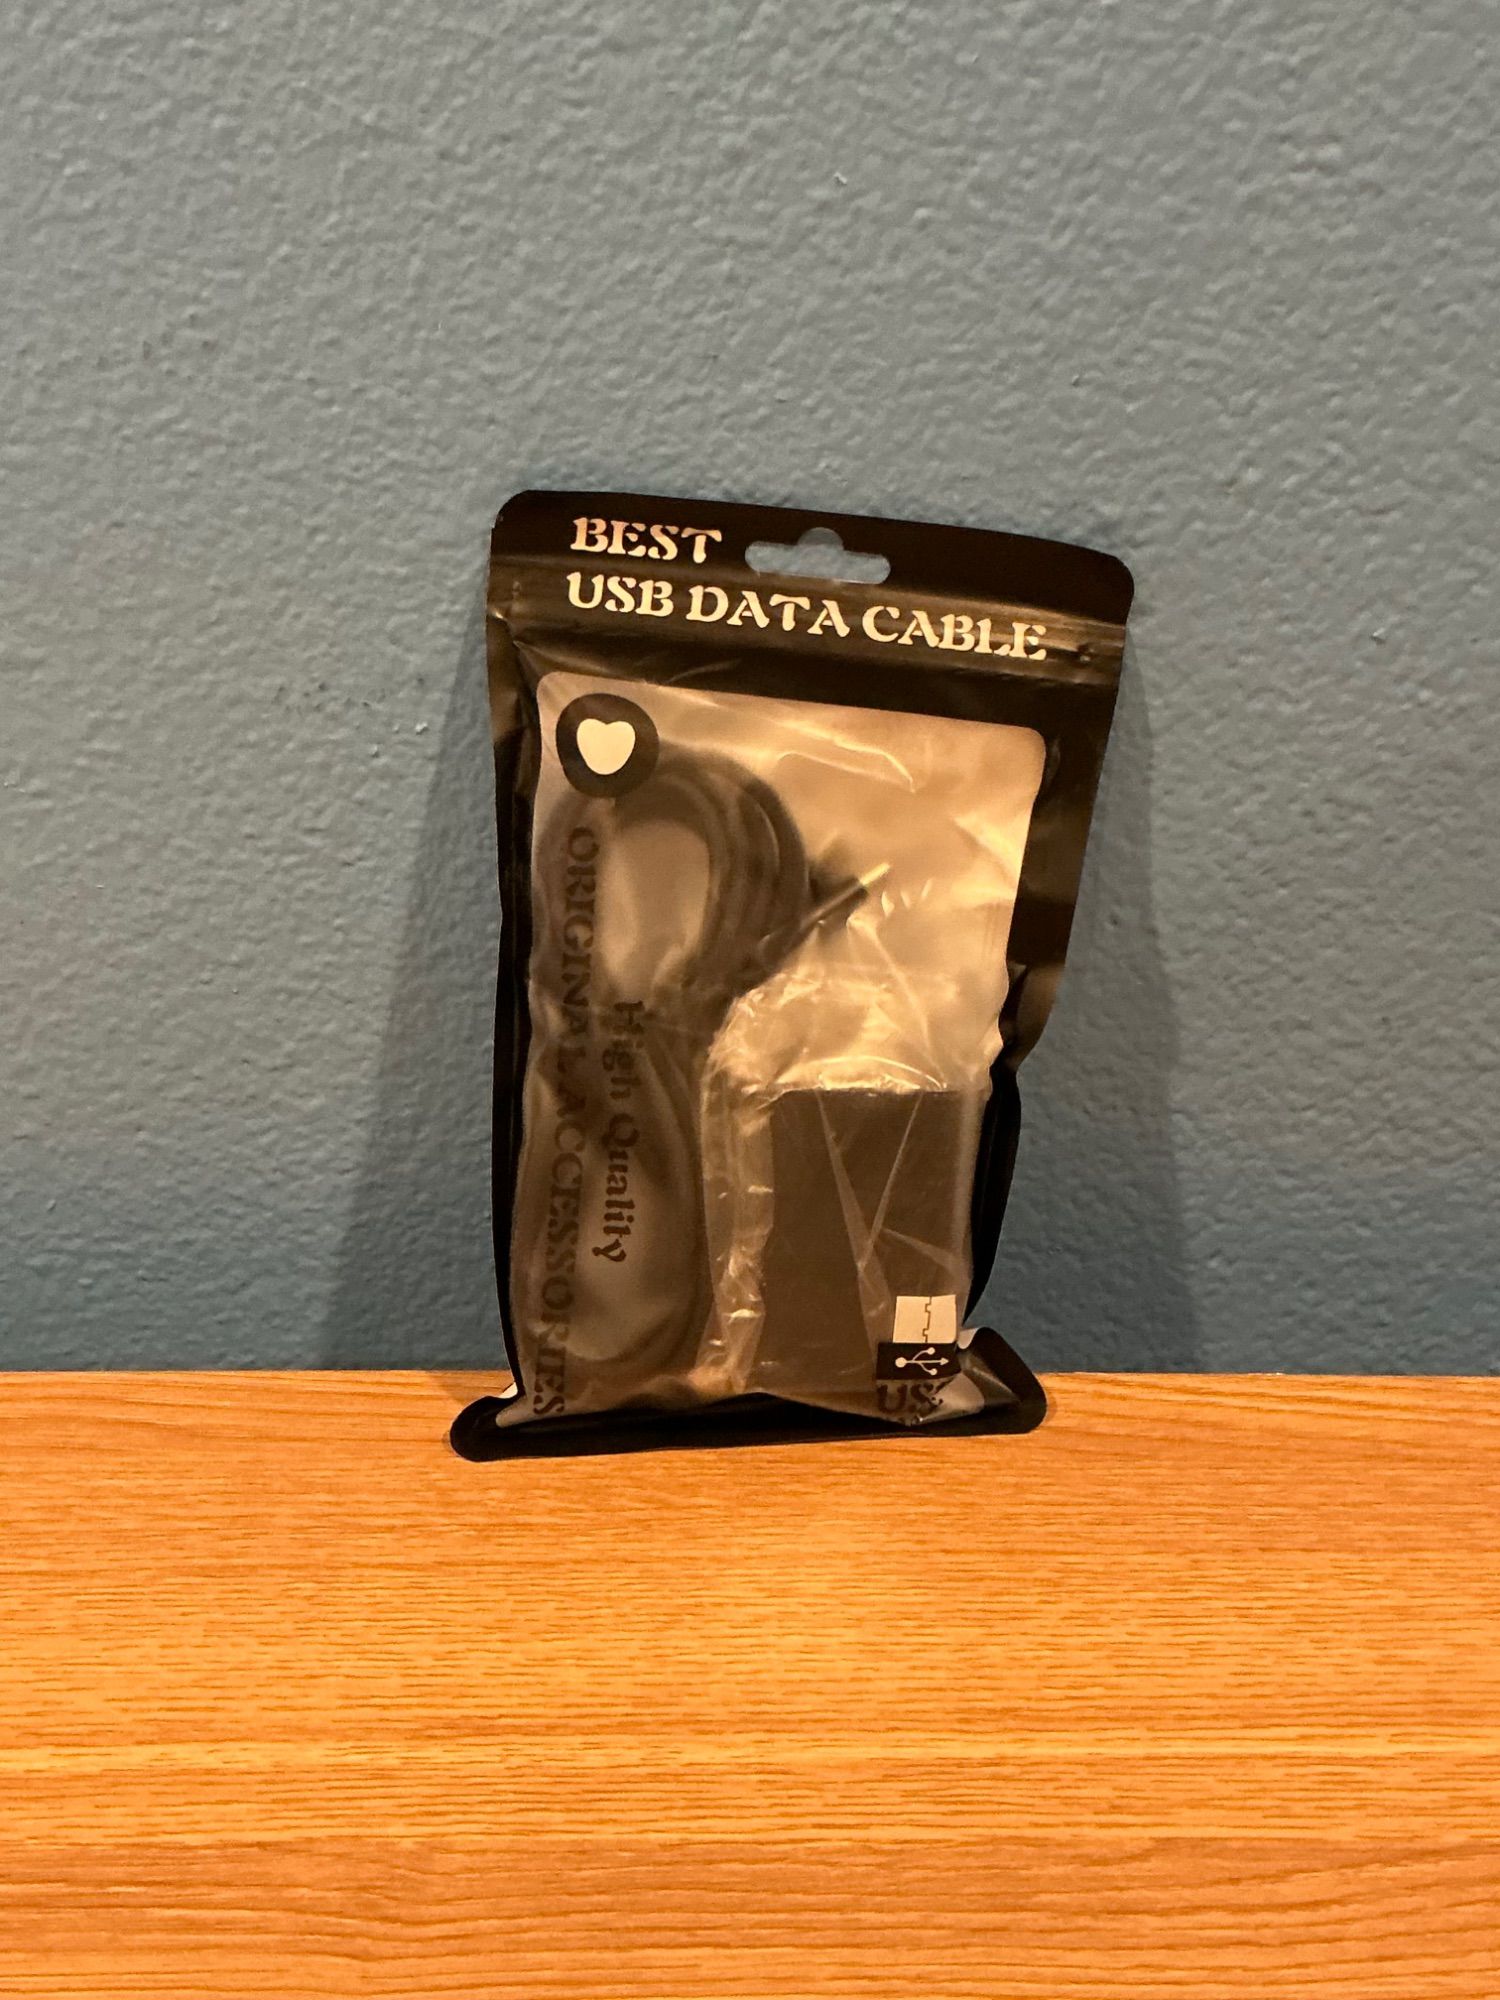 BEST
USB DATA CABLE
ORIGINAL ACCESSORIES
High Quality